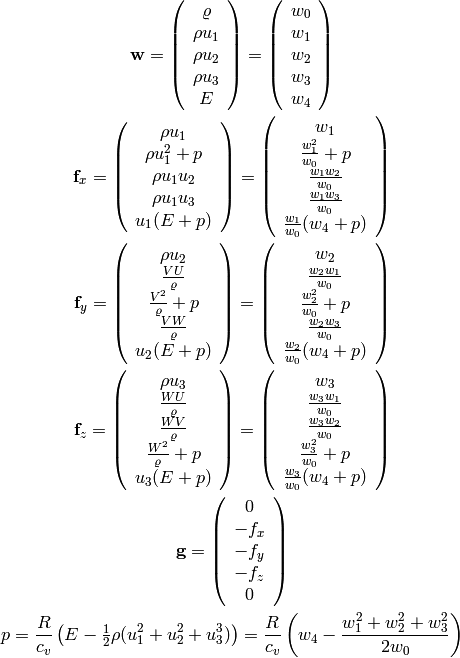 \mathbf{w} = \begin{pmatrix} \varrho \\ \rho u_1 \\ \rho u_2 \\ \rho u_3 \\ E \end{pmatrix} = \begin{pmatrix} w_0 \\ w_1 \\ w_2 \\ w_3 \\ w_4 \end{pmatrix}
\mathbf{f}_x = \begin{pmatrix} \rho u_1 \\ \rho u_1^2 + p \\ \rho u_1 u_2 \\ \rho u_1 u_3 \\ u_1(E + p) \end{pmatrix} = \begin{pmatrix} w_1 \\ \frac{w_1^2}{w_0} + p \\ \frac{w_1 w_2}{w_0} \\ \frac{w_1 w_3}{w_0} \\ \frac{w_1}{w_0}(w_4 + p) \end{pmatrix}
\mathbf{f}_y = \begin{pmatrix} \rho u_2 \\ \frac{VU}{\varrho} \\ \frac{V^2}{\varrho} + p \\ \frac{VW}{\varrho} \\ u_2(E + p) \end{pmatrix} = \begin{pmatrix} w_2 \\ \frac{w_2 w_1}{w_0} \\ \frac{w_2^2}{w_0} + p \\ \frac{w_2 w_3}{w_0} \\ \frac{w_2}{w_0}(w_4 + p) \end{pmatrix}
\mathbf{f}_z = \begin{pmatrix} \rho u_3 \\ \frac{WU}{\varrho} \\ \frac{WV}{\varrho} \\ \frac{W^2}{\varrho} + p \\ u_3(E + p) \end{pmatrix} = \begin{pmatrix} w_3 \\ \frac{w_3 w_1}{w_0} \\ \frac{w_3 w_2}{w_0} \\ \frac{w_3^2}{w_0} + p \\ \frac{w_3}{w_0}(w_4 + p) \end{pmatrix}
\mathbf{g} = \begin{pmatrix} 0 \\ -f_x \\ -f_y \\ -f_z \\ 0 \end{pmatrix}
p = \frac{R}{c_v} \left( E - \frac{1}{2} \rho (u_1^2 + u_2^2 + u_3^3) \right) = \frac{R}{c_v} \left( w_4 - \frac{w_1^2 + w_2^2 + w_3^2}{2 w_0} \right)